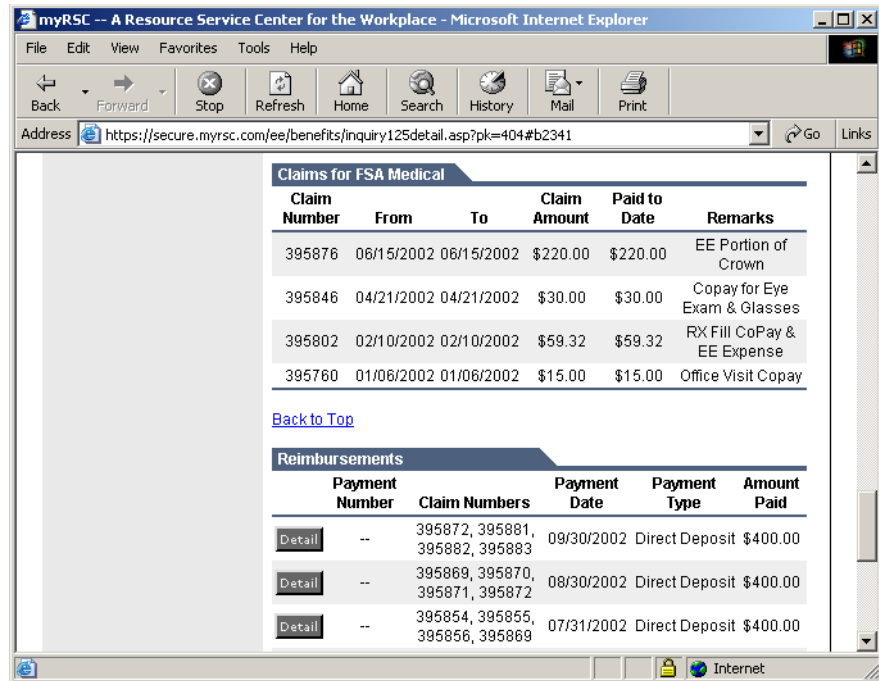 myRSC -- A Resource Service Center for the Workplace - Microsoft Internet Explorer
File Edit View Favorites Tools Help
Back Forward Stop Refresh Home Search History Mail Print
Address https://secure.myrsc.com/ee/benefits/inquiry125detail.asp?pk=404#b2341 Go Links
Claims for FSA Medical
Claim Number From To Claim Amount Paid to Date Remarks
395876 06/15/2002 06/15/2002 $220.00 $220.00 EE Portion of Crown
395846 04/21/2002 04/21/2002 $30.00 $30.00 Copay for Eye Exam & Glasses
395802 02/10/2002 02/10/2002 $59.32 $59.32 RX Fill CoPay & EE Expense
395760 01/06/2002 01/06/2002 $15.00 $15.00 Office Visit Copay
Back to Top
Reimbursements
Payment Number Claim Numbers Payment Date Payment Type Amount Paid
Detail -- 395872, 395881, 395882, 395883 09/30/2002 Direct Deposit $400.00
Detail -- 395869, 395870, 395871, 395872 08/30/2002 Direct Deposit $400.00
Detail -- 395854, 395855, 395856, 395869 07/31/2002 Direct Deposit $400.00
Internet